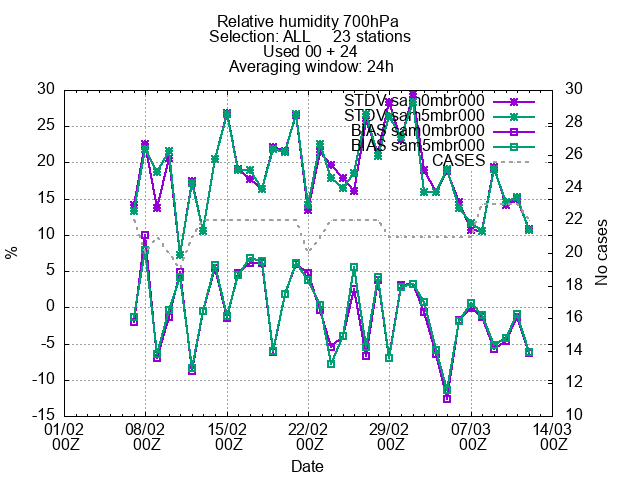 Relative humidity 700hPa
Selection: ALL 23 stations
Used 00 + 24
Averaging window: 24h
STDV sam0mbr000
STDV sam5mbr000
BIAS sam0mbr000
BIAS sam5mbr000
CASES
%
30
25
20
15
10
5
0
-5
-10
-15
No cases
30
28
26
24
22
20
18
16
14
12
10
01/02 08/02 15/02 22/02 29/02 07/03 14/03
00Z 00Z 00Z 00Z 00Z 00Z 00Z
Date